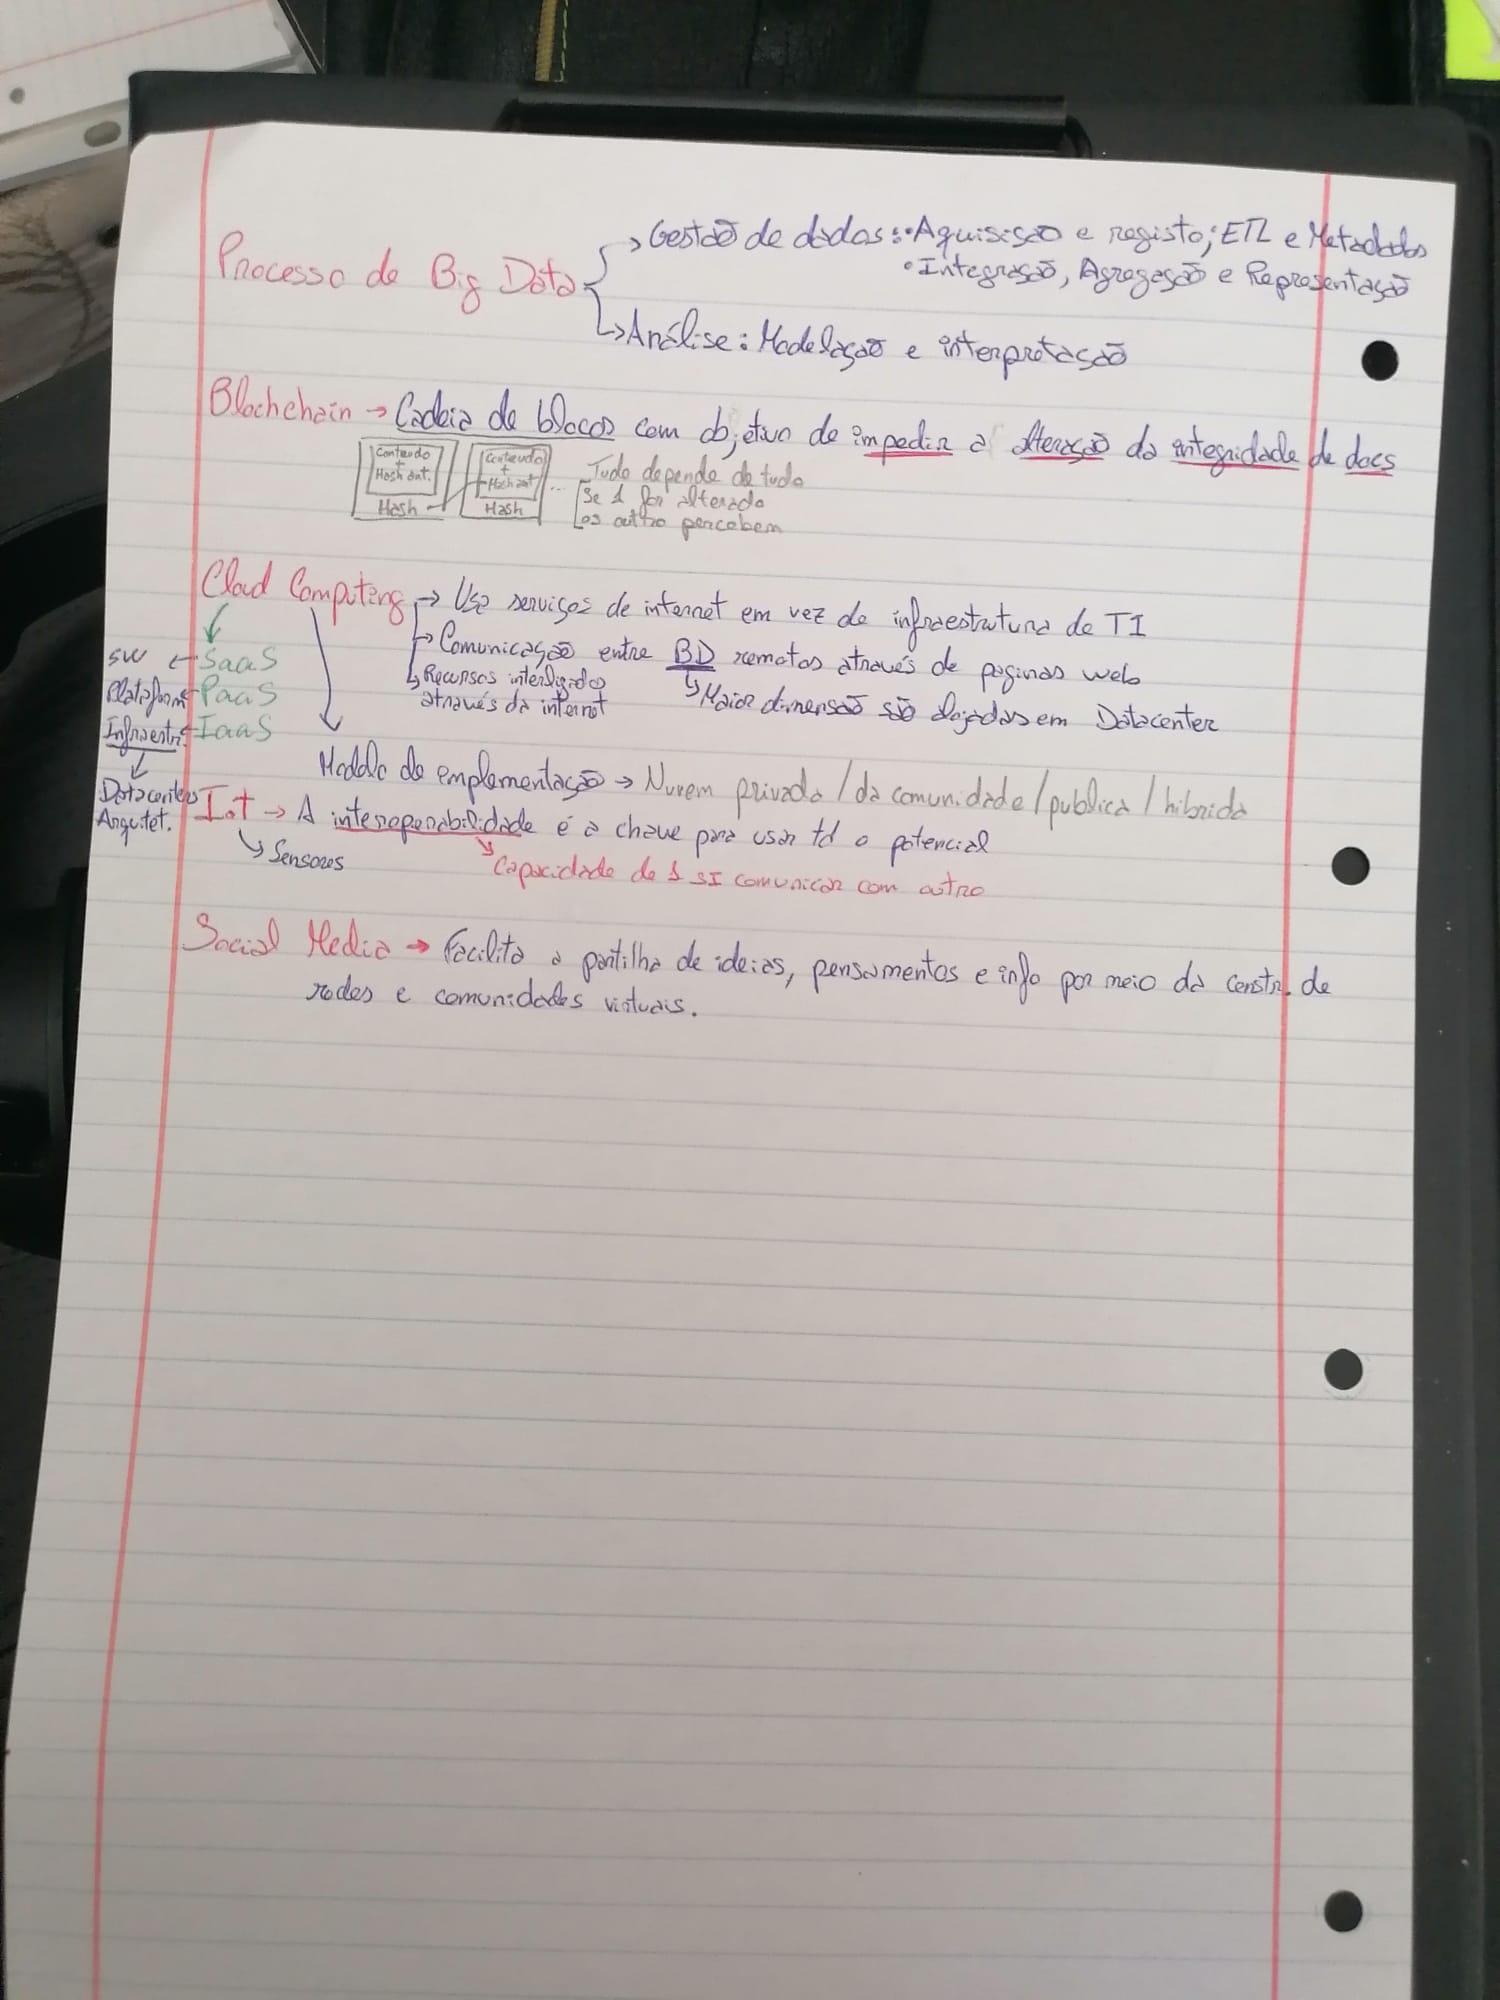 Processo de Big Data
→ Gestão de dados: • Aquisição e registo; ETL e Metadados
• Integração, Agregação e Representação
↳ Análise: Modelação e interpretação
Blochchain → Cadeia de blocos com objetivo de impedir a alteração da integridade de docs
Conteudo + Hash ant.
Hash
Conteudo + Hash ant
Hash
...
Tudo depende de tudo
Se 1 for alterado
os outro percebem
Cloud Computing → Usa serviços de internet em vez de infraestrutura de TI
→ Comunicação entre BD remotas através de paginas web
↳ Recursos interligados
através da internet
↳ Maior dimensão são alojadas em Datacenter
SW ← SaaS
Plataforma ← PaaS
Infraestr. ← IaaS
Datacenters
Arquitet.
Modelo de emplementação → Nuvem privada / da comunidade / publica / hibrida
Iot → A interoperabilidade é a chave para usar td o potencial
↳ Sensores
↘ Capacidade de 1 SI comunicar com outro
Social Media → Facilita a partilha de ideias, pensamentos e info por meio da constr. de
redes e comunidades virtuais.